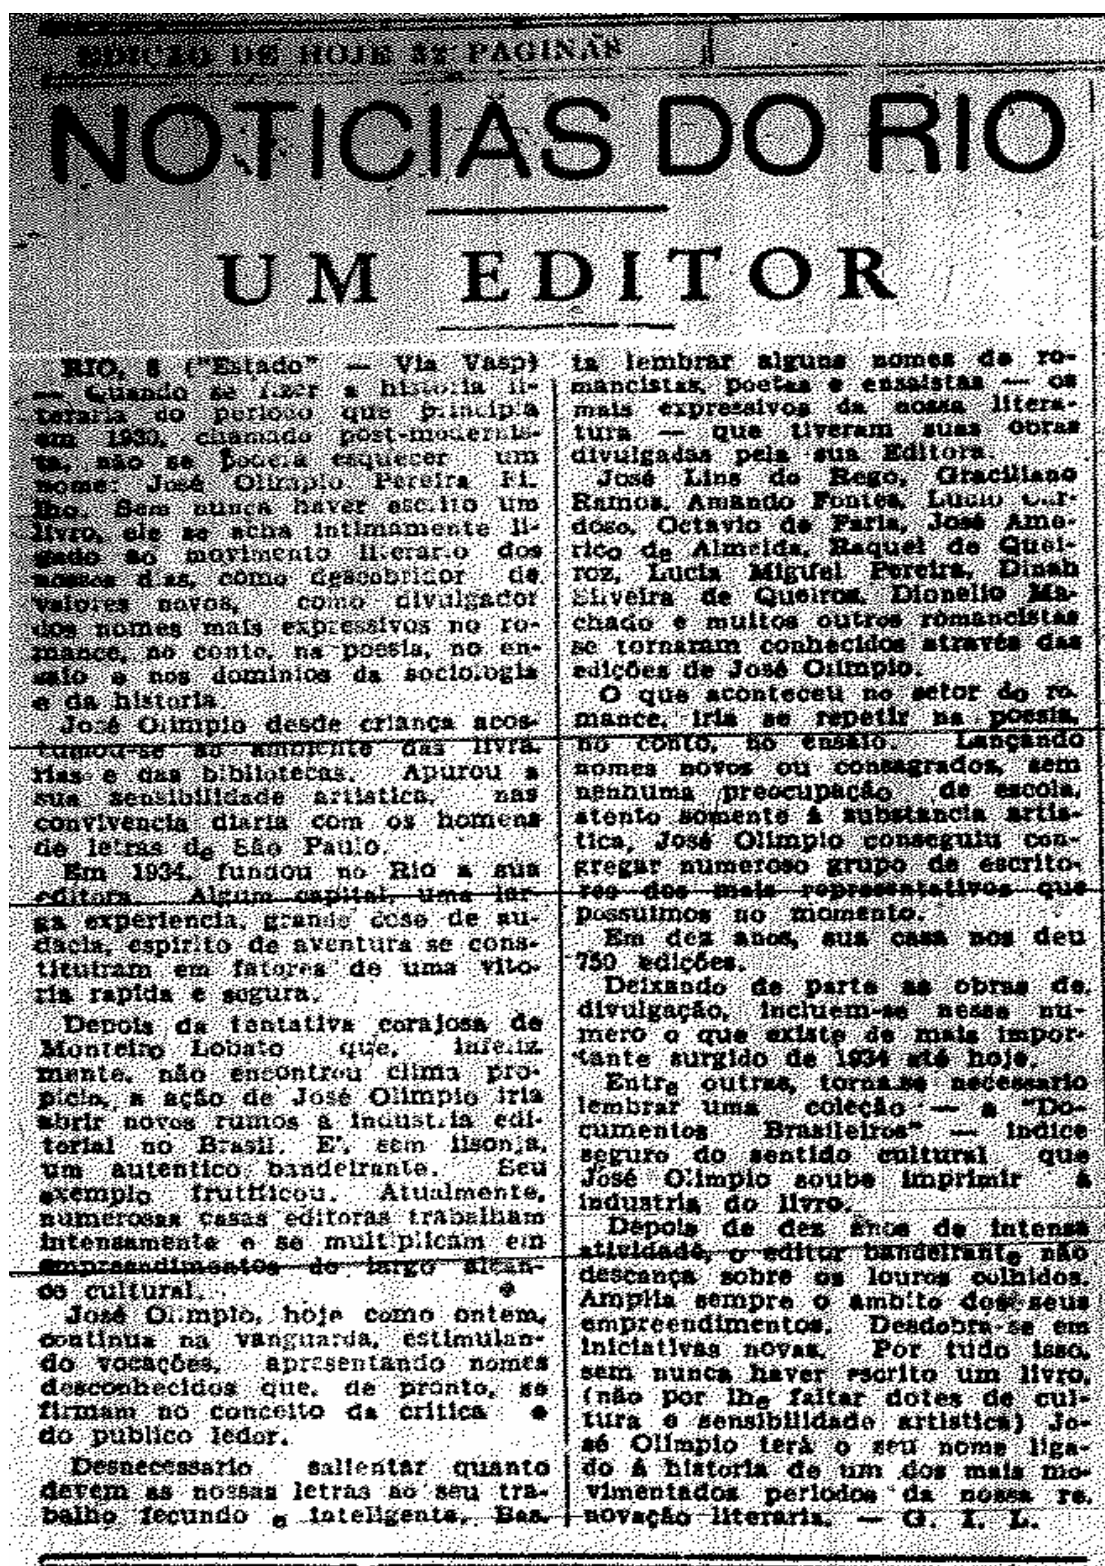 EDIÇÃO DE HOJE 32 PAGINAS
NOTICIAS DO RIO
UM EDITOR
RIO, 8 ("Estado" — Via Vasp)
— Quando se fizer a historia li-
teraria do periodo que principia
em 1930, chamado post-modernis-
ta, não se poderá esquecer um
nome: José Olimpio Pereira Fi-
lho. Sem nunca haver escrito um
livro, ele se acha intimamente li-
gado ao movimento literario dos
nossos dias, como descobridor de
valores novos, como divulgador
dos nomes mais expressivos no ro-
mance, no conto, na poesia, no en-
saio e nos dominios da sociologia
e da historia.
José Olimpio desde criança acos-
tumou-se ao ambiente das livra-
rias e das bibliotecas. Apurou a
sua sensibilidade artistica, nas
convivencia diaria com os homens
de letras de São Paulo.
Em 1934, fundou no Rio a sua
editora. Algum capital, uma lar-
ga experiencia, grande dose de au-
dacia, espirito de aventura se cons-
tituiram em fatores de uma vito-
ria rapida e segura.
Depois da tentativa corajosa de
Monteiro Lobato que, infeliz-
mente, não encontrou clima pro-
picio, a ação de José Olimpio iria
abrir novos rumos á industria edi-
torial no Brasil. E', sem lisonja,
um autentico bandeirante. Seu
exemplo frutificou. Atualmente,
numerosas casas editoras trabalham
intensamente e se multiplicam em
empreendimentos de largo alcan-
ce cultural.
José Olimpio, hoje como ontem,
continua na vanguarda, estimulan-
do vocações, apresentando nomes
desconhecidos que, de pronto, se
firmam no conceito da critica e
do publico ledor.
Desnecessario salientar quanto
devem as nossas letras ao seu tra-
balho fecundo e inteligente. Bas-
ta lembrar alguns nomes de ro-
mancistas, poetas e ensaistas — os
mais expressivos da nossa litera-
tura — que tiveram suas obras
divulgadas pela sua Editora.
José Lins do Rego, Graciliano
Ramos, Amando Fontes, Lucio Car-
doso, Octavio de Faria, José Ame-
rico de Almeida, Raquel de Quei-
roz, Lucia Miguel Pereira, Dinah
Silveira de Queiros, Dionelio Ma-
chado e muitos outros romancistas
se tornaram conhecidos através das
edições de José Olimpio.
O que aconteceu no setor do ro-
mance, iria se repetir na poesia,
no conto, no ensaio. Lançando
nomes novos ou consagrados, sem
nenhuma preocupação de escola,
atento somente á substancia artis-
tica, José Olimpio conseguiu con-
gregar numeroso grupo de escrito-
res dos mais representativos que
possuimos no momento.
Em dez anos, sua casa nos deu
750 edições.
Deixando de parte as obras de
divulgação, incluem-se nesse nu-
mero o que existe de mais impor-
tante surgido de 1934 até hoje.
Entre outras, torna-se necessario
lembrar uma coleção — a "Do-
cumentos Brasileiros" — indice
seguro do sentido cultural que
José Olimpio soube imprimir á
industria do livro.
Depois de dez anos de intensa
atividade, o editor bandeirante não
descança sobre os louros colhidos.
Amplia sempre o ambito dos seus
empreendimentos. Desdobra-se em
iniciativas novas. Por tudo isso,
sem nunca haver escrito um livro,
(não por lhe faltar dotes de cul-
tura e sensibilidade artistica) Jo-
sé Olimpio terá o seu nome liga-
do á historia de um dos mais mo-
vimentados periodos da nossa re-
novação literaria. — G. I. L.